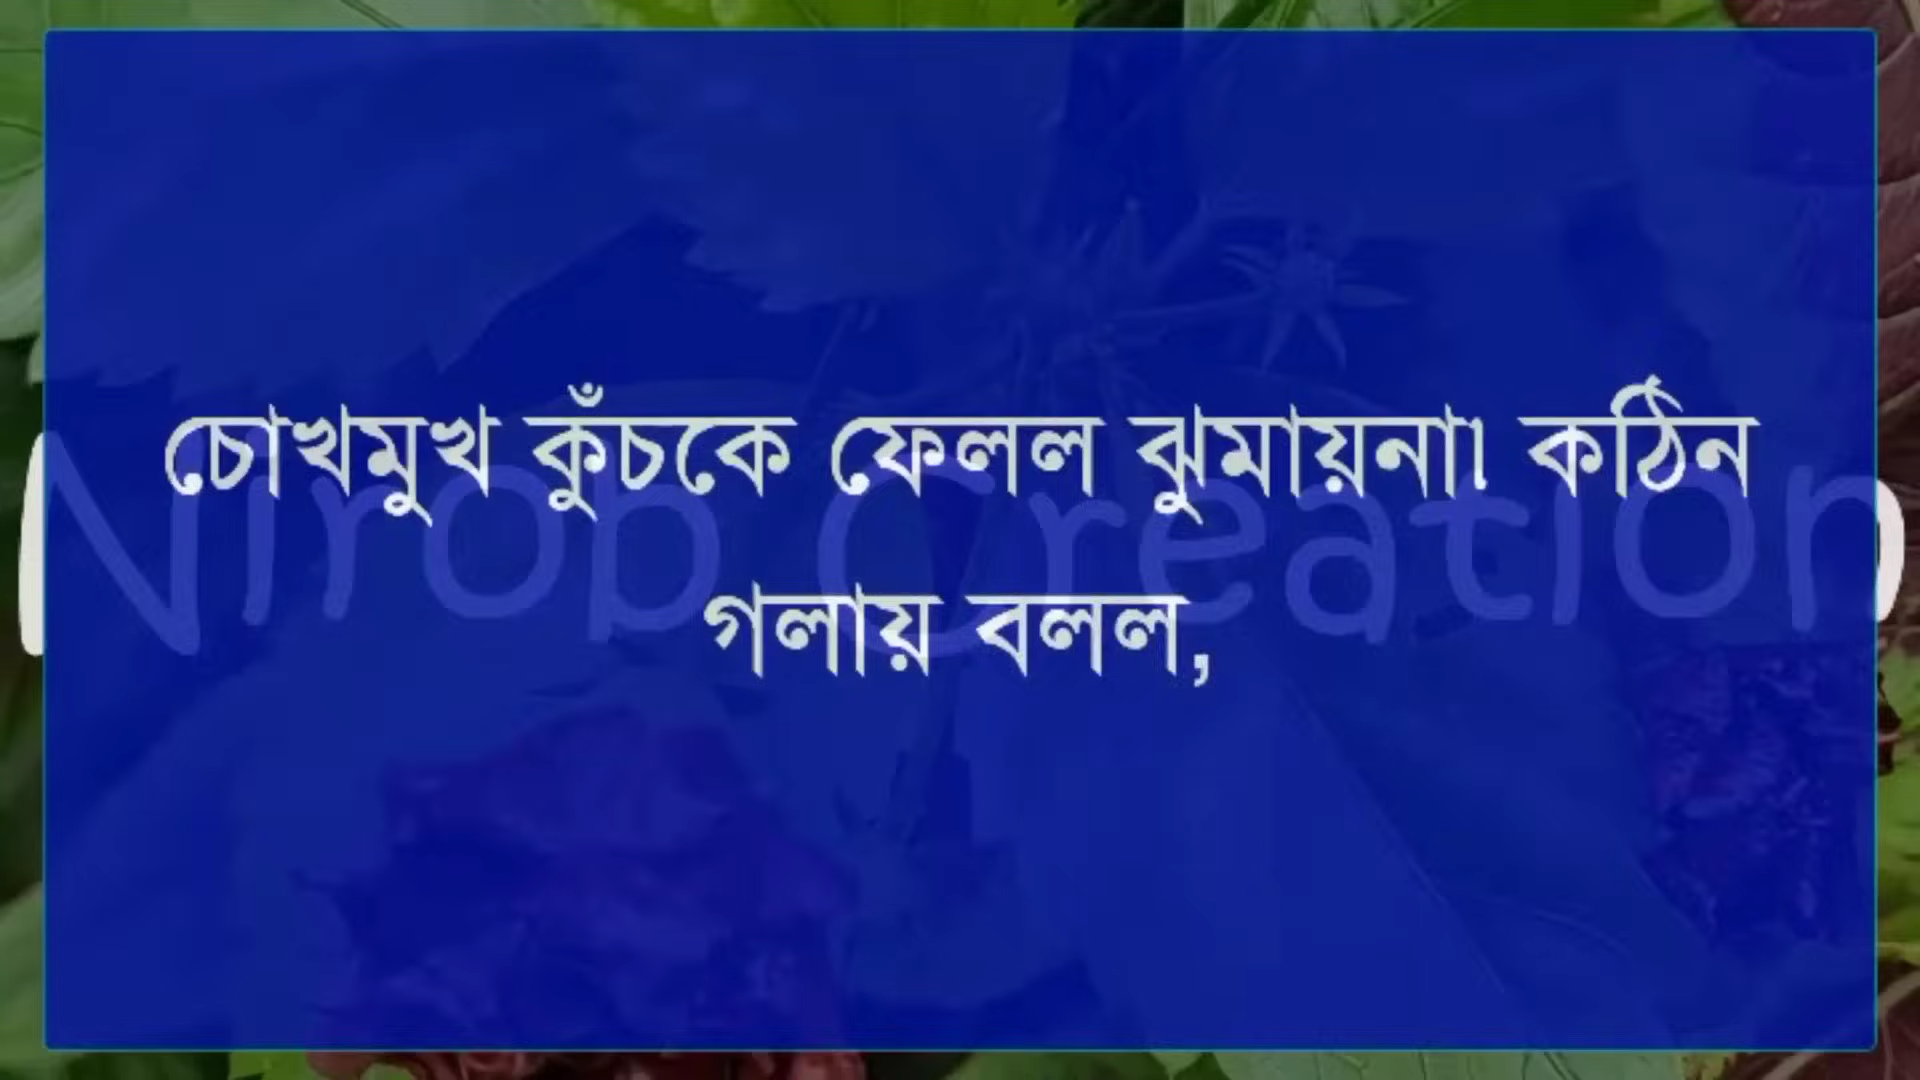 চোখমুখ কুঁচকে ফেলল ঝুমায়না৷ কঠিন
গলায় বলল,
Nirob Creation